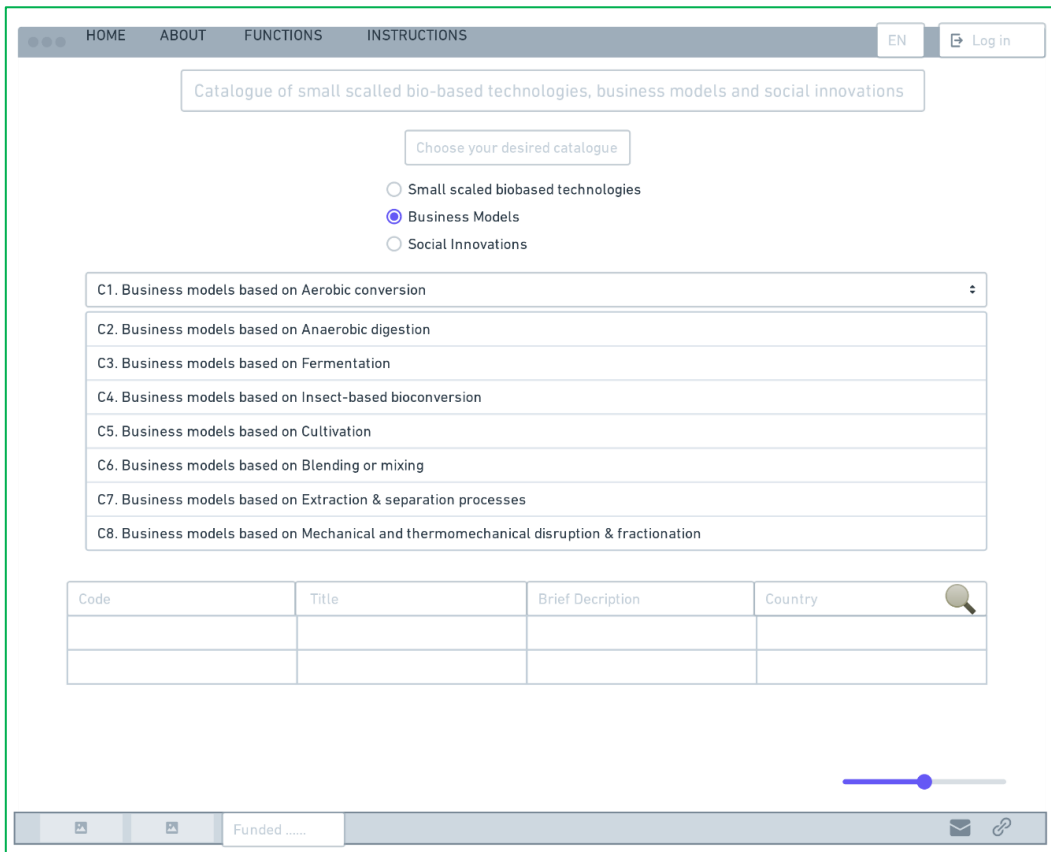 HOME ABOUT FUNCTIONS INSTRUCTIONS EN Log in
Catalogue of small scalled bio-based technologies, business models and social innovations
Choose your desired catalogue
Small scaled biobased technologies
Business Models
Social Innovations
C1. Business models based on Aerobic conversion
C2. Business models based on Anaerobic digestion
C3. Business models based on Fermentation
C4. Business models based on Insect-based bioconversion
C5. Business models based on Cultivation
C6. Business models based on Blending or mixing
C7. Business models based on Extraction & separation processes
C8. Business models based on Mechanical and thermomechanical disruption & fractionation
Code Title Brief Decription Country
Funded ......